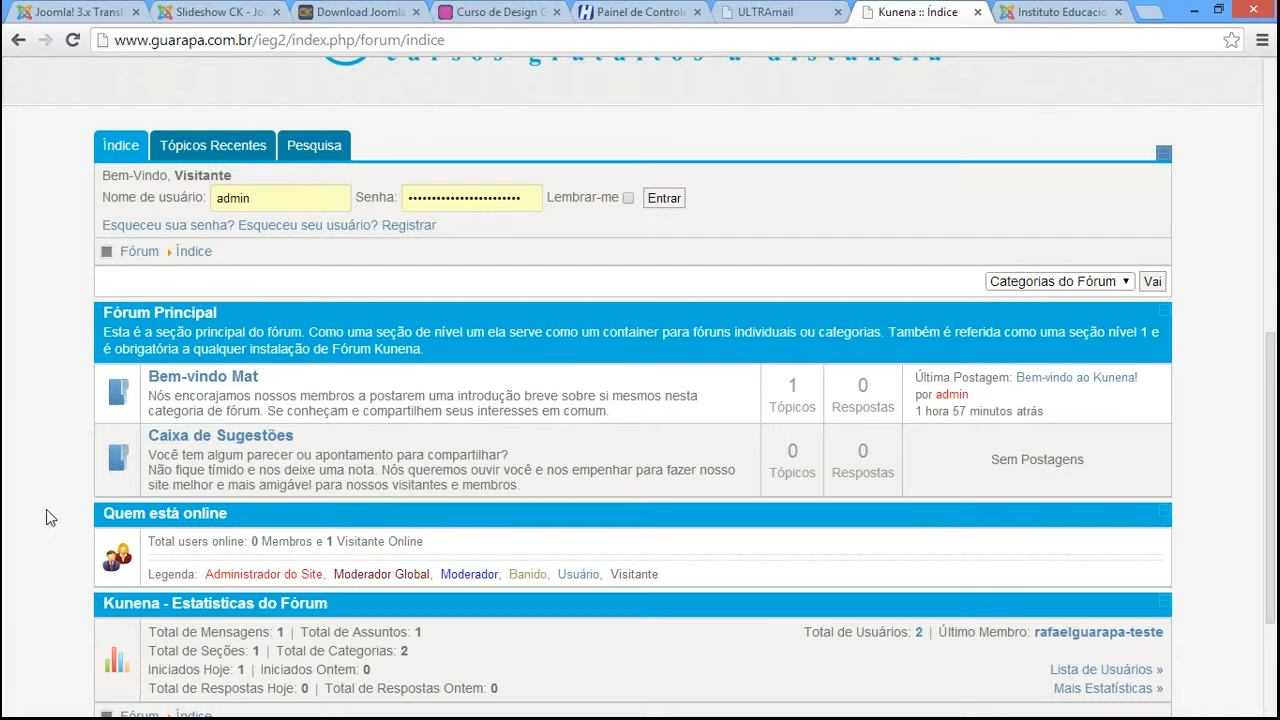 Joomla! 3.x Transl
Slideshow CK - Jo
Download Joomla
Curso de Design G
Painel de Control
ULTRAmail
Kunena :: Índice
Instituto Educacio
www.guarapa.com.br/ieg2/index.php/forum/indice
cursos gratuitos a distância
Índice
Tópicos Recentes
Pesquisa
Bem-Vindo, Visitante
Nome de usuário: admin Senha: •••••••••••••••••••••••• Lembrar-me Entrar
Esqueceu sua senha? Esqueceu seu usuário? Registrar
Fórum Índice
Categorias do Fórum Vai
Fórum Principal
Esta é a seção principal do fórum. Como uma seção de nível um ela serve como um container para fóruns individuais ou categorias. Também é referida como uma seção nível 1 e
é obrigatória a qualquer instalação de Fórum Kunena.
Bem-vindo Mat
Nós encorajamos nossos membros a postarem uma introdução breve sobre si mesmos nesta
categoria de fórum. Se conheçam e compartilhem seus interesses em comum.
1
Tópicos
0
Respostas
Última Postagem: Bem-vindo ao Kunena!
por admin
1 hora 57 minutos atrás
Caixa de Sugestões
Você tem algum parecer ou apontamento para compartilhar?
Não fique tímido e nos deixe uma nota. Nós queremos ouvir você e nos empenhar para fazer nosso
site melhor e mais amigável para nossos visitantes e membros.
0
Tópicos
0
Respostas
Sem Postagens
Quem está online
Total users online: 0 Membros e 1 Visitante Online
Legenda: Administrador do Site, Moderador Global, Moderador, Banido, Usuário, Visitante
Kunena - Estatísticas do Fórum
Total de Mensagens: 1 | Total de Assuntos: 1
Total de Seções: 1 | Total de Categorias: 2
Iniciados Hoje: 1 | Iniciados Ontem: 0
Total de Respostas Hoje: 0 | Total de Respostas Ontem: 0
Total de Usuários: 2 | Último Membro: rafaelguarapa-teste
Lista de Usuários »
Mais Estatísticas »
Fórum Índice